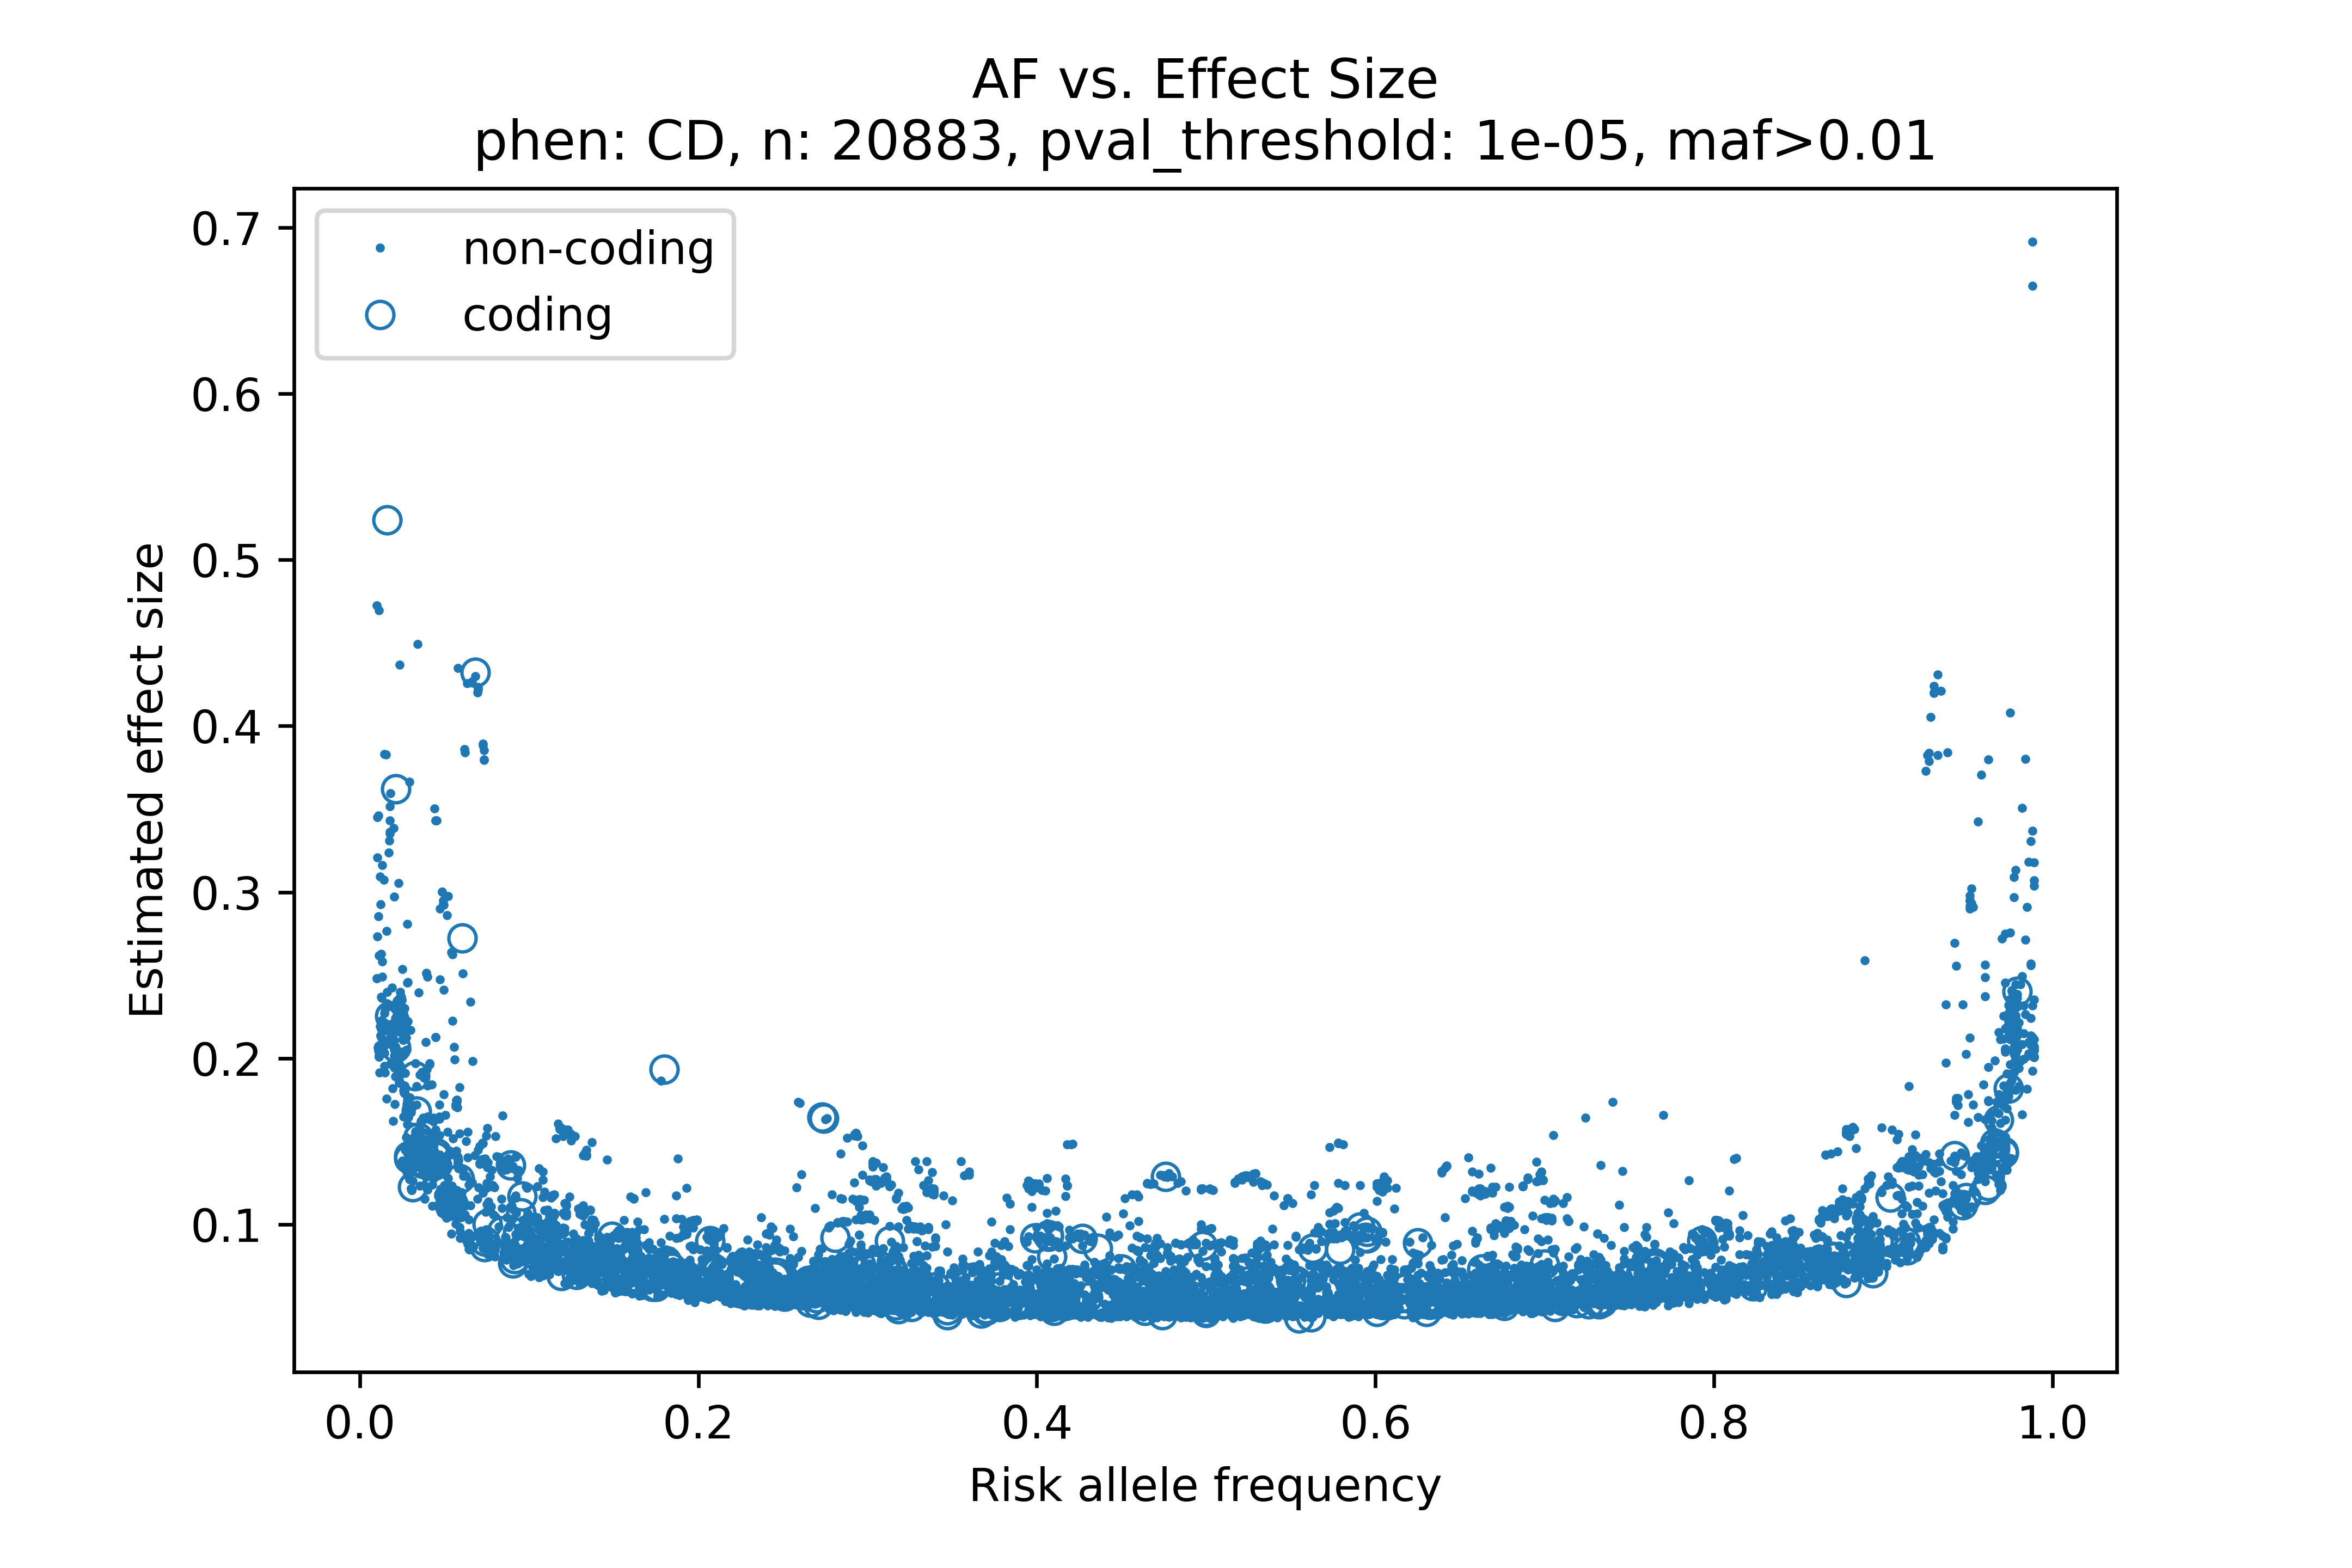 AF vs. Effect Size
phen: CD, n: 20883, pval_threshold: 1e-05, maf>0.01
non-coding
coding
0.7
0.6
0.5
0.4
0.3
0.2
0.1
Estimated effect size
0.0 0.2 0.4 0.6 0.8 1.0
Risk allele frequency